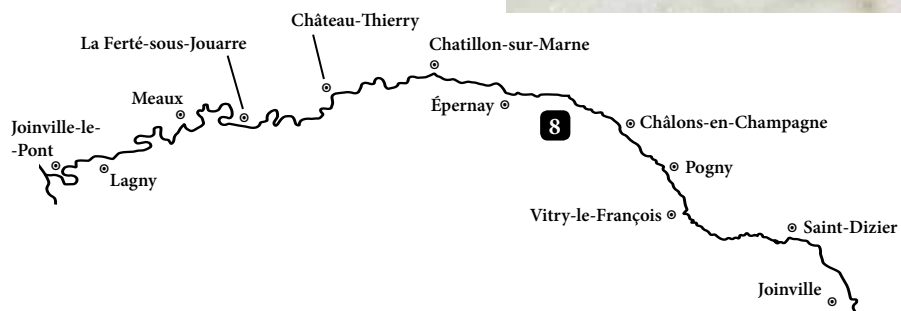 Château-Thierry
La Ferté-sous-Jouarre
Chatillon-sur-Marne
Meaux
Épernay
Joinville-le-
-Pont
8
Châlons-en-Champagne
Lagny
Pogny
Vitry-le-François
Saint-Dizier
Joinville